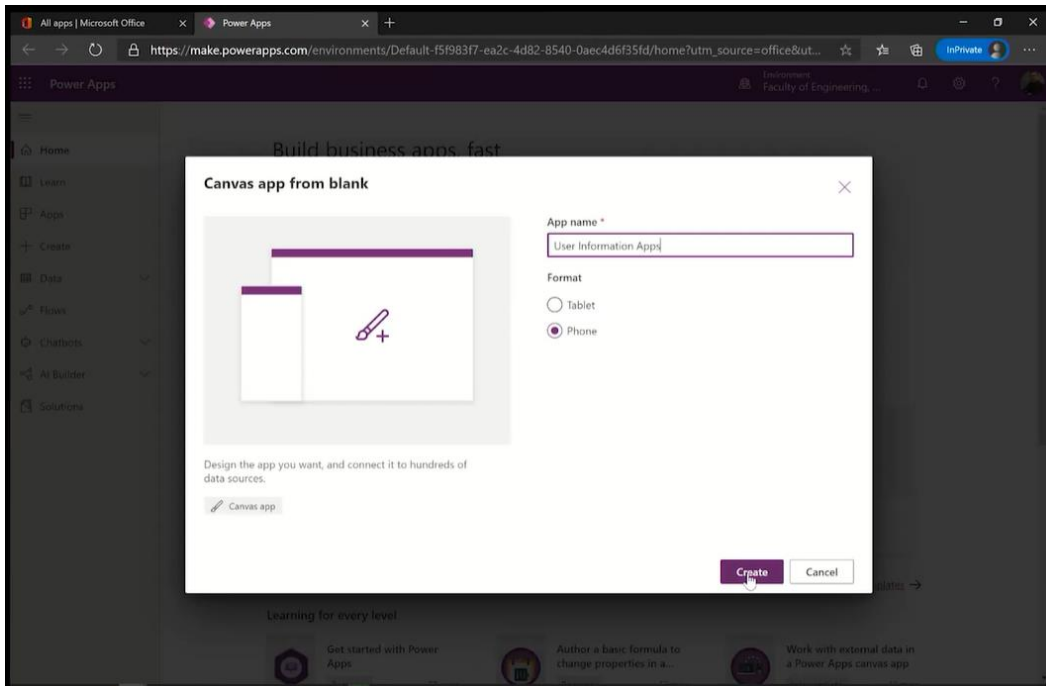 All apps | Microsoft Office
Power Apps
https://make.powerapps.com/environments/Default-f5f983f7-ea2c-4d82-8540-0aec4d6f35fd/home?utm_source=office&ut...
InPrivate
Power Apps
Environment
Faculty of Engineering, ...
Home
Learn
Apps
Create
Data
Flows
Chatbots
AI Builder
Solutions
Build business apps, fast
Canvas app from blank
App name *
User Information Apps
Format
Tablet
Phone
Design the app you want, and connect it to hundreds of
data sources.
Canvas app
Create
Cancel
Learning for every level
Get started with Power
Apps
Author a basic formula to
change properties in a...
Work with external data in
a Power Apps canvas app